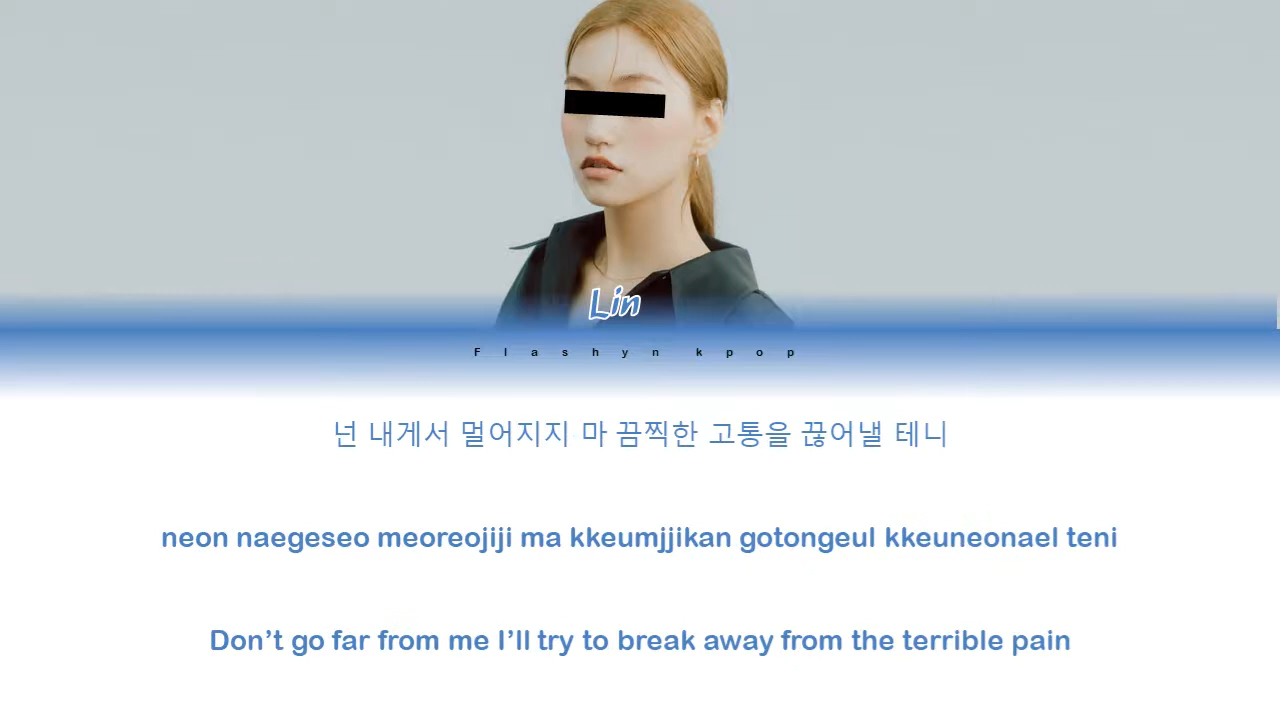 Lin
Flashyn kpop
넌 내게서 멀어지지 마 끔찍한 고통을 끊어낼 테니
neon naegeseo meoreojiji ma kkeumjjikan gotongeul kkeuneonael teni
Don’t go far from me I’ll try to break away from the terrible pain